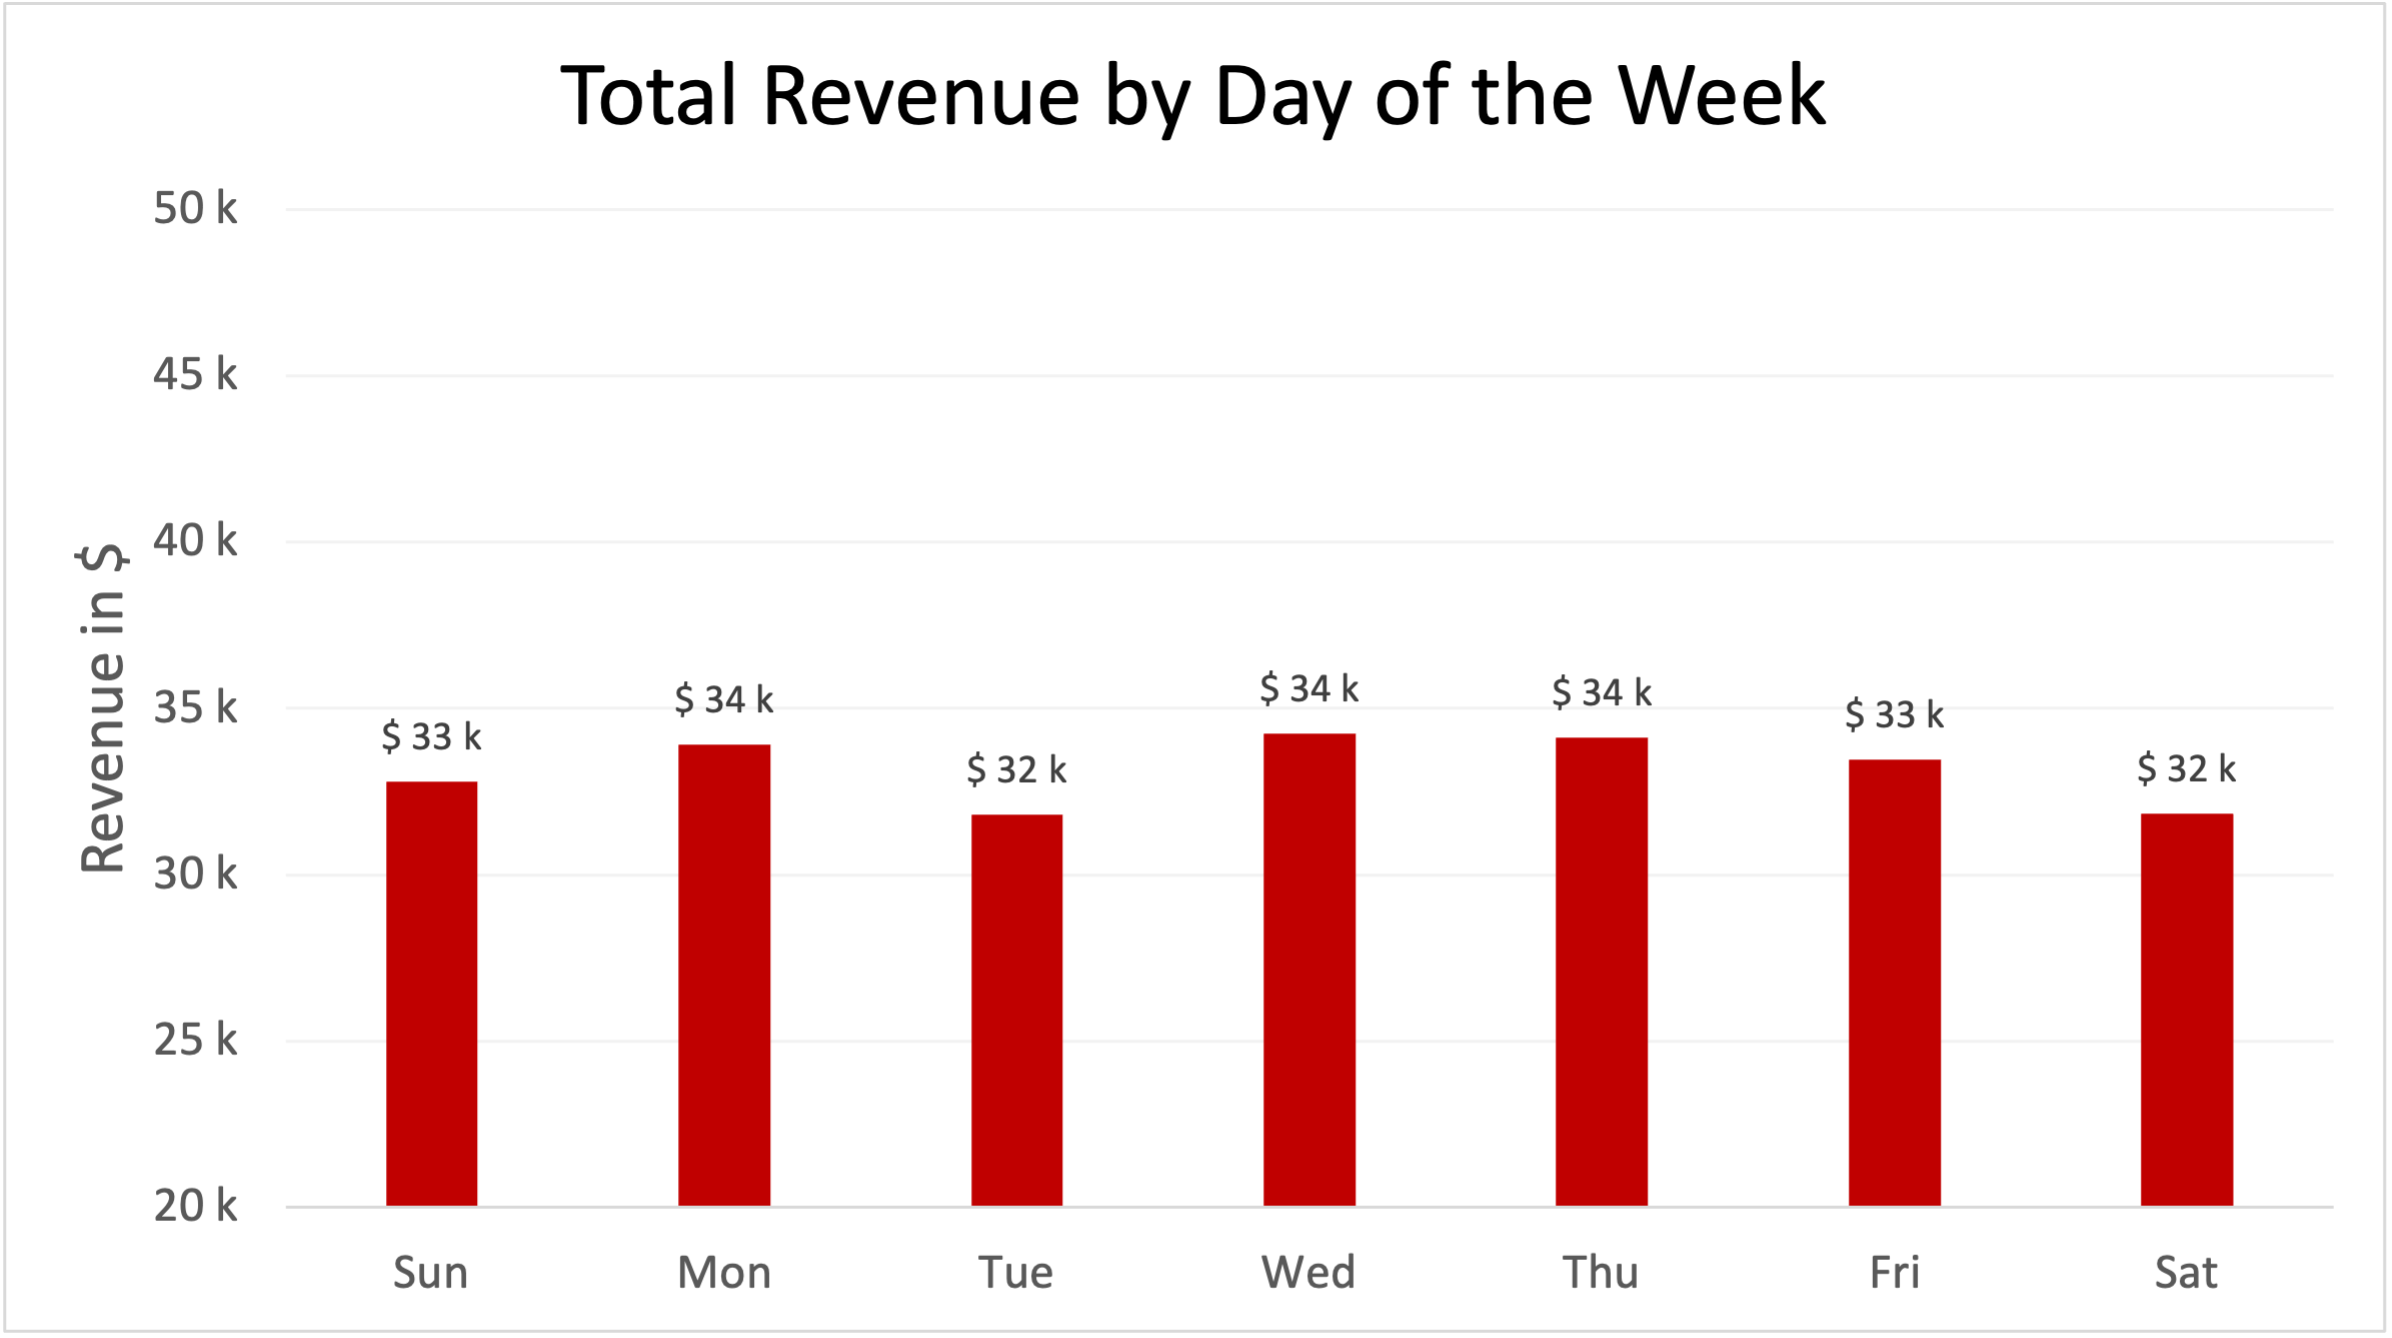 Total Revenue by Day of the Week
Revenue in $
50 k
45 k
40 k
35 k
30 k
25 k
20 k
$ 33 k
$ 34 k
$ 32 k
$ 34 k
$ 34 k
$ 33 k
$ 32 k
Sun
Mon
Tue
Wed
Thu
Fri
Sat